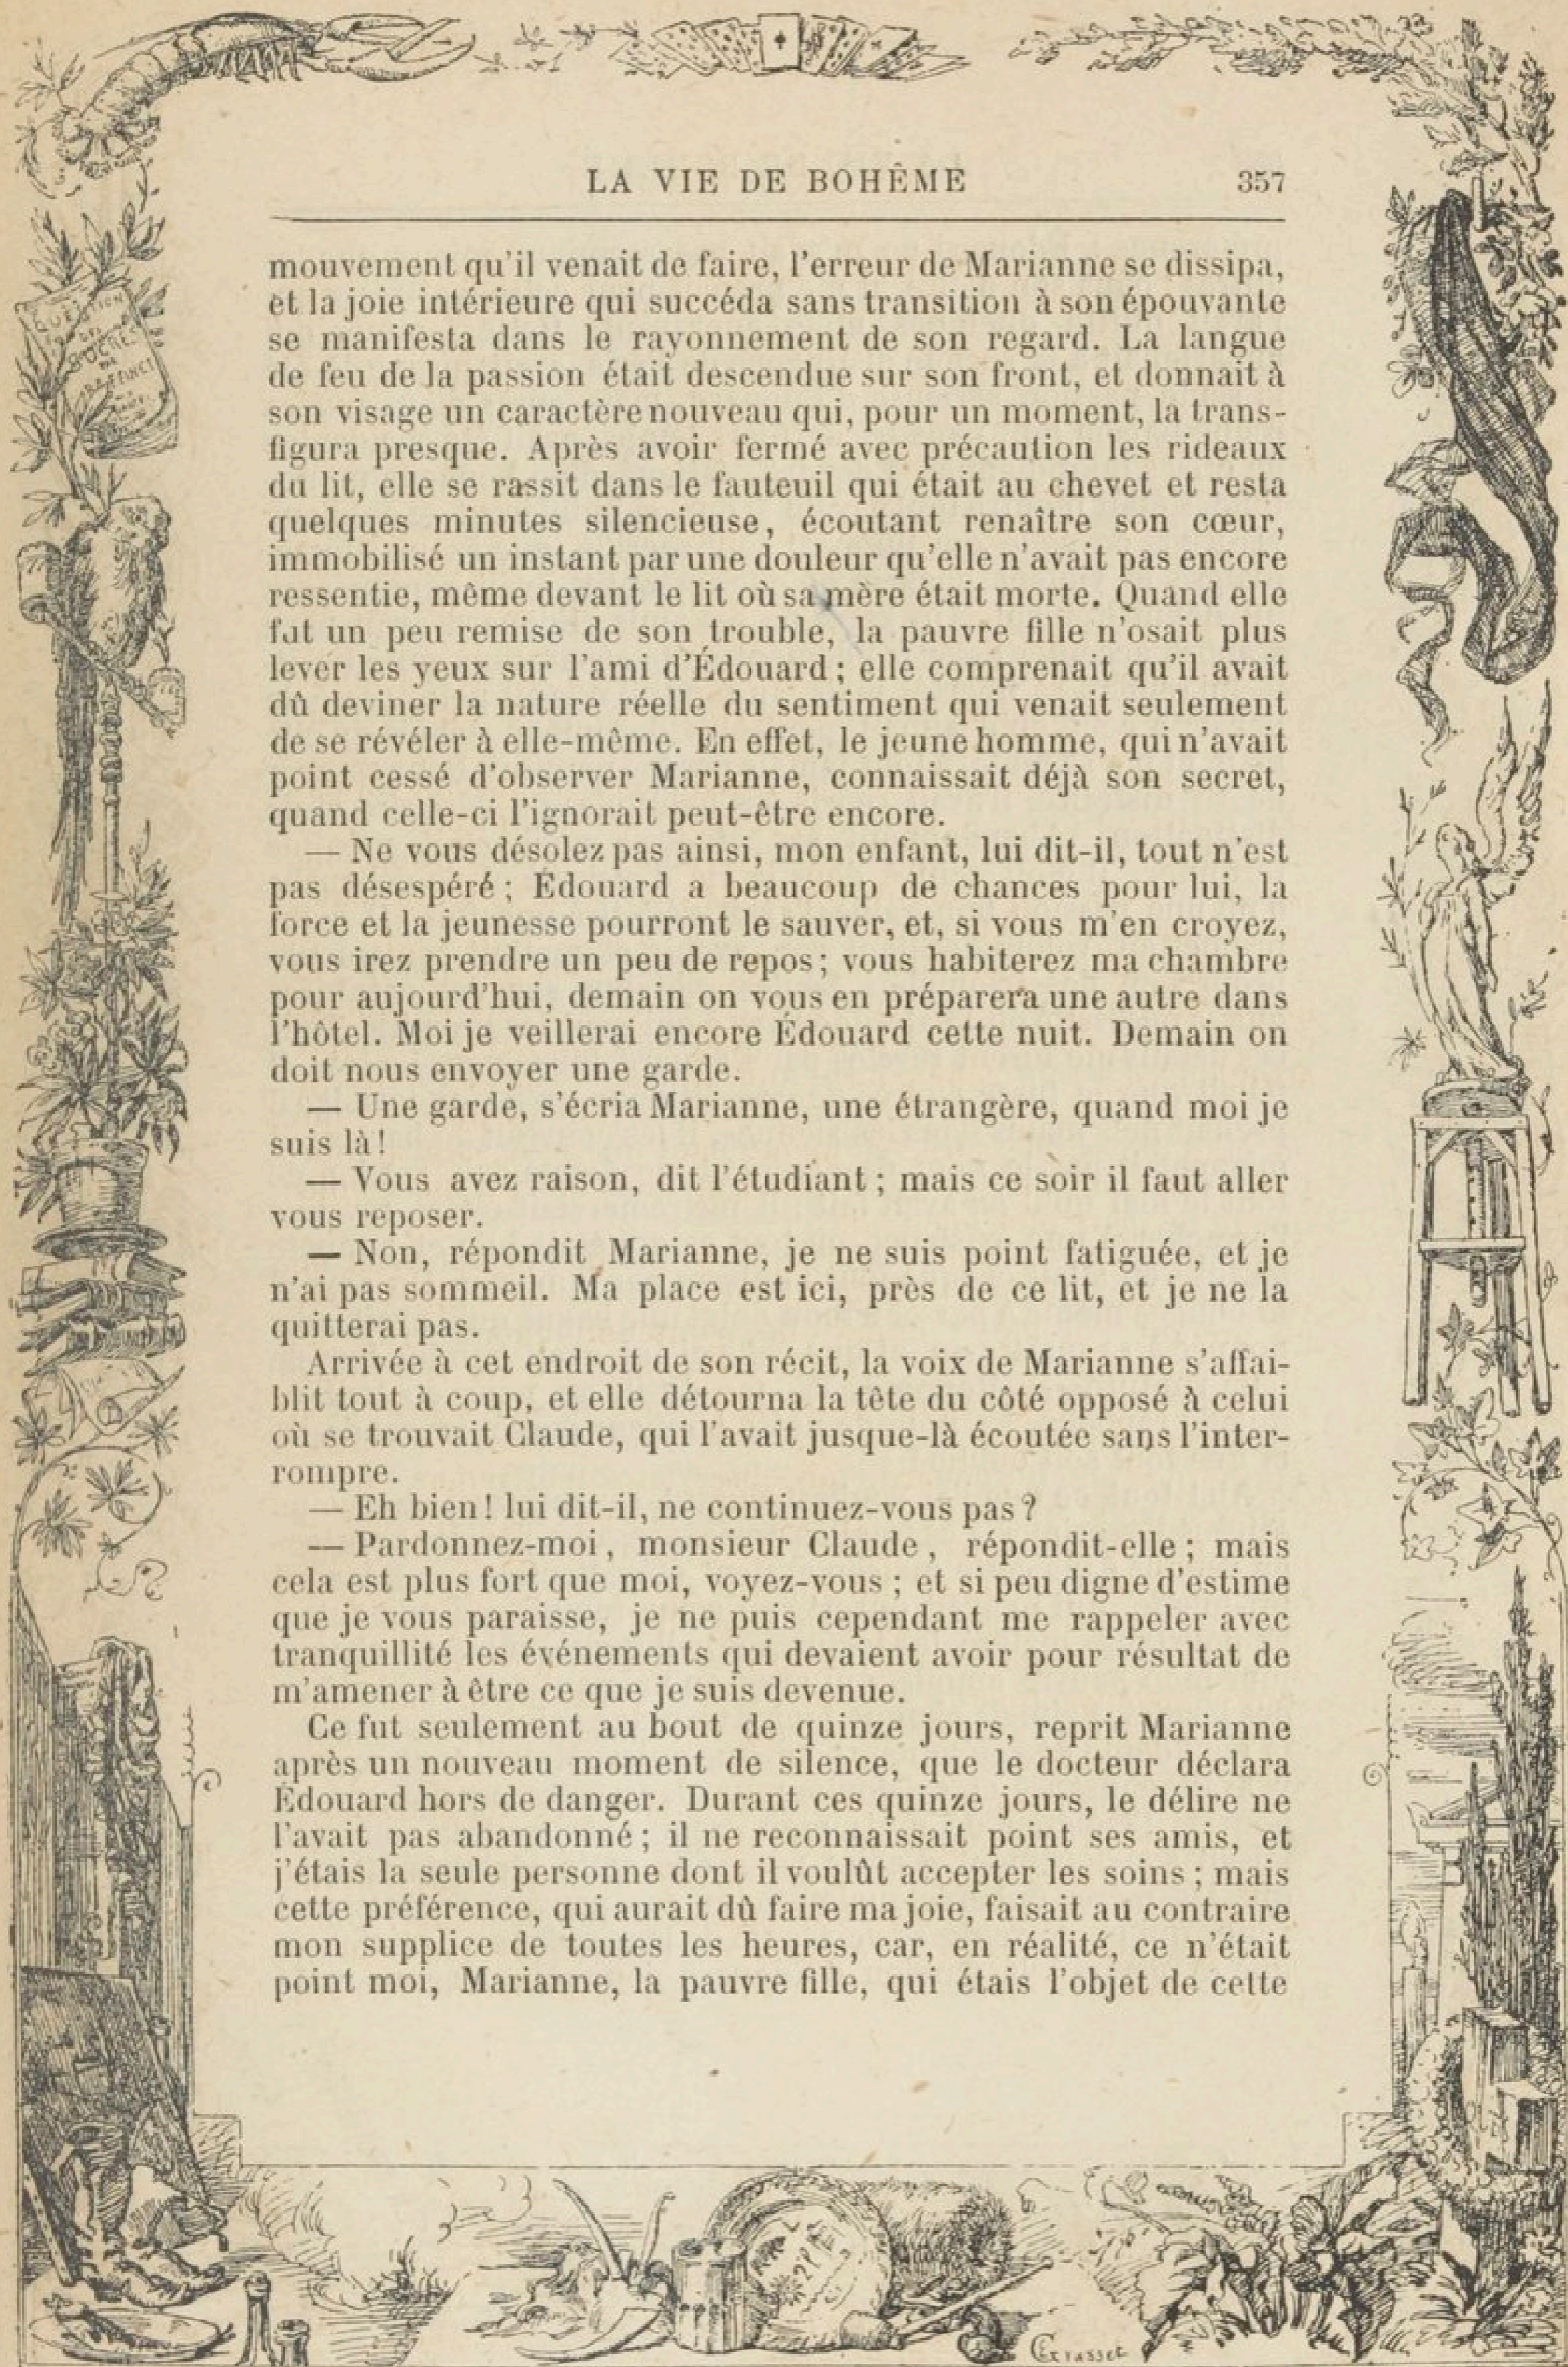 LA VIE DE BOHÊME 357
mouvement qu'il venait de faire, l'erreur de Marianne se dissipa,
et la joie intérieure qui succéda sans transition à son épouvante
se manifesta dans le rayonnement de son regard. La langue
de feu de la passion était descendue sur son front, et donnait à
son visage un caractère nouveau qui, pour un moment, la trans-
figura presque. Après avoir fermé avec précaution les rideaux
du lit, elle se rassit dans le fauteuil qui était au chevet et resta
quelques minutes silencieuse, écoutant renaître son cœur,
immobilisé un instant par une douleur qu'elle n'avait pas encore
ressentie, même devant le lit où sa mère était morte. Quand elle
fut un peu remise de son trouble, la pauvre fille n'osait plus
lever les yeux sur l'ami d'Édouard ; elle comprenait qu'il avait
dû deviner la nature réelle du sentiment qui venait seulement
de se révéler à elle-même. En effet, le jeune homme, qui n'avait
point cessé d'observer Marianne, connaissait déjà son secret,
quand celle-ci l'ignorait peut-être encore.
— Ne vous désolez pas ainsi, mon enfant, lui dit-il, tout n'est
pas désespéré ; Édouard a beaucoup de chances pour lui, la
force et la jeunesse pourront le sauver, et, si vous m'en croyez,
vous irez prendre un peu de repos ; vous habiterez ma chambre
pour aujourd'hui, demain on vous en préparera une autre dans
l'hôtel. Moi je veillerai encore Édouard cette nuit. Demain on
doit nous envoyer une garde.
— Une garde, s'écria Marianne, une étrangère, quand moi je
suis là !
— Vous avez raison, dit l'étudiant ; mais ce soir il faut aller
vous reposer.
— Non, répondit Marianne, je ne suis point fatiguée, et je
n'ai pas sommeil. Ma place est ici, près de ce lit, et je ne la
quitterai pas.
Arrivée à cet endroit de son récit, la voix de Marianne s'affai-
blit tout à coup, et elle détourna la tête du côté opposé à celui
où se trouvait Claude, qui l'avait jusque-là écoutée sans l'inter-
rompre.
— Eh bien ! lui dit-il, ne continuez-vous pas ?
— Pardonnez-moi, monsieur Claude, répondit-elle ; mais
cela est plus fort que moi, voyez-vous ; et si peu digne d'estime
que je vous paraisse, je ne puis cependant me rappeler avec
tranquillité les événements qui devaient avoir pour résultat de
m'amener à être ce que je suis devenue.
Ce fut seulement au bout de quinze jours, reprit Marianne
après un nouveau moment de silence, que le docteur déclara
Édouard hors de danger. Durant ces quinze jours, le délire ne
l'avait pas abandonné ; il ne reconnaissait point ses amis, et
j'étais la seule personne dont il voulût accepter les soins ; mais
cette préférence, qui aurait dû faire ma joie, faisait au contraire
mon supplice de toutes les heures, car, en réalité, ce n'était
point moi, Marianne, la pauvre fille, qui étais l'objet de cette
Grasset